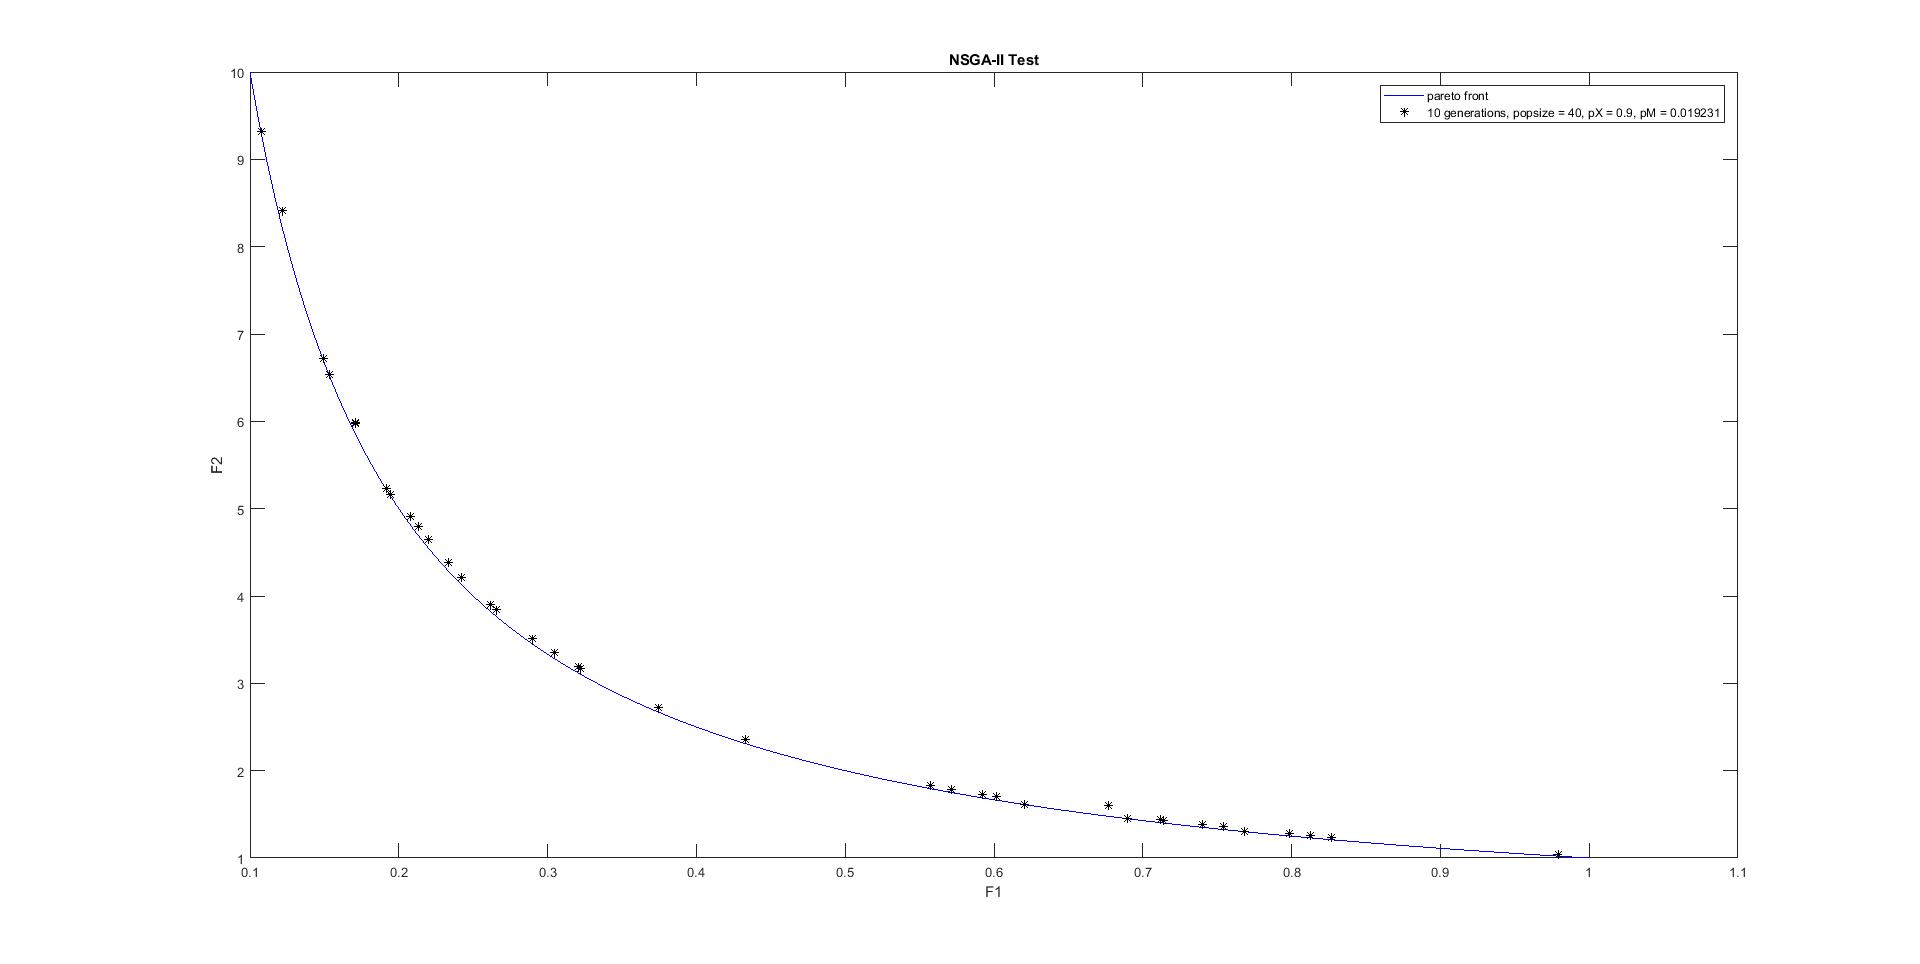 NSGA-II Test
pareto front
10 generations, popsize = 40, pX = 0.9, pM = 0.019231
10
9
8
7
6
5
4
3
2
1
F2
0.1 0.2 0.3 0.4 0.5 0.6 0.7 0.8 0.9 1 1.1
F1